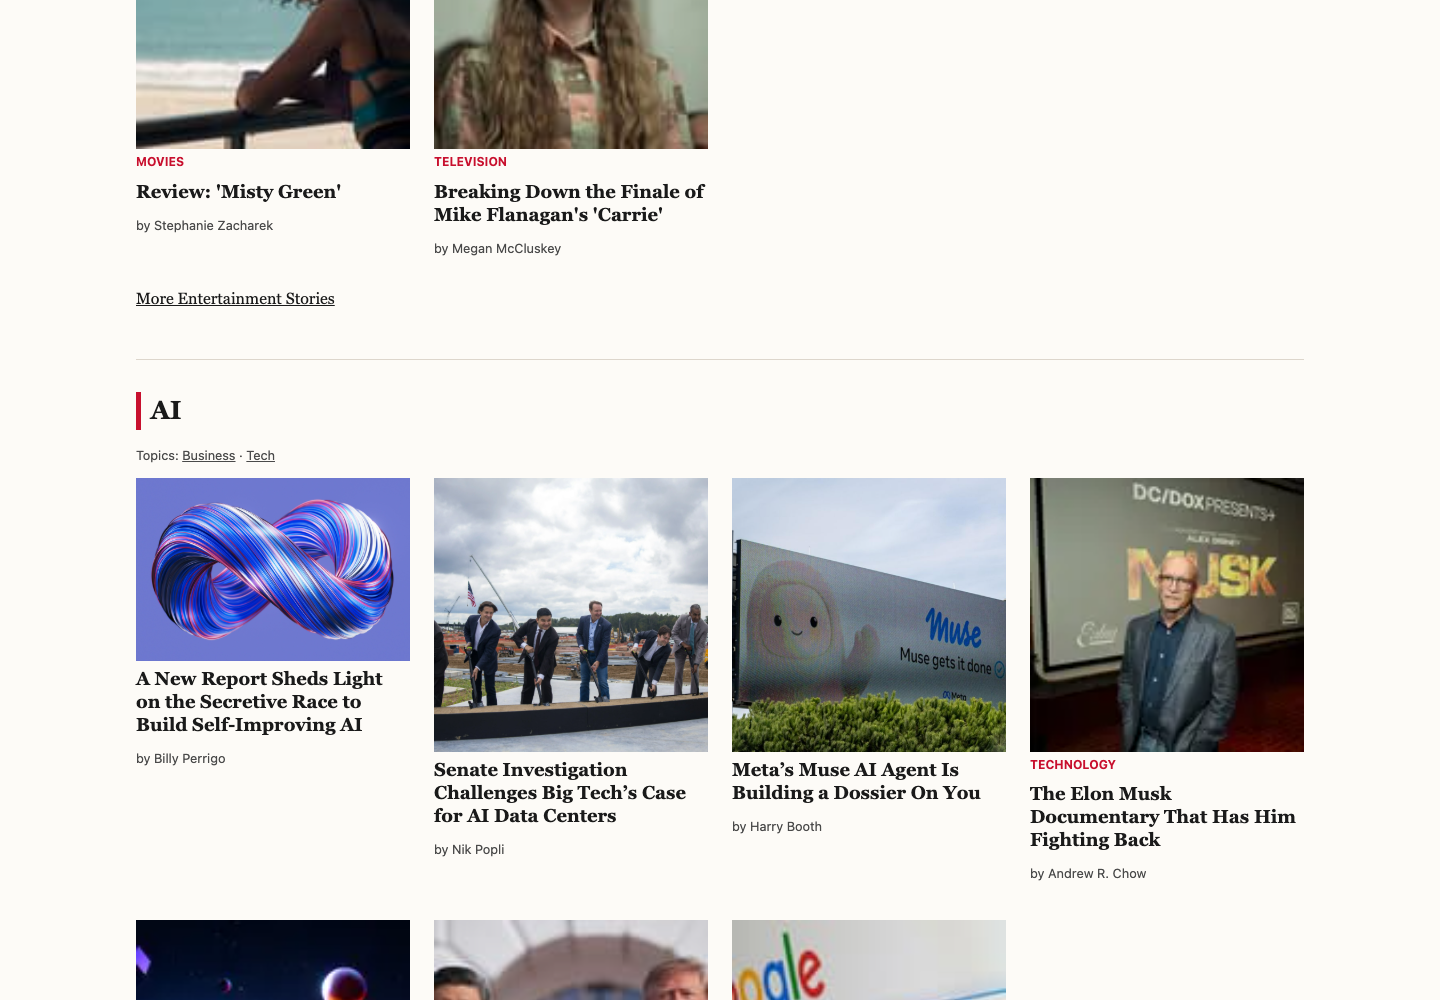 MOVIES
Review: 'Misty Green'
by Stephanie Zacharek
TELEVISION
Breaking Down the Finale of
Mike Flanagan's 'Carrie'
by Megan McCluskey
More Entertainment Stories
AI
Topics: Business · Tech
A New Report Sheds Light
on the Secretive Race to
Build Self-Improving AI
by Billy Perrigo
Senate Investigation
Challenges Big Tech’s Case
for AI Data Centers
by Nik Popli
Muse
Muse gets it done
Meta
Meta’s Muse AI Agent Is
Building a Dossier On You
by Harry Booth
DC/DOX PRESENTS
MUSK
TECHNOLOGY
The Elon Musk
Documentary That Has Him
Fighting Back
by Andrew R. Chow